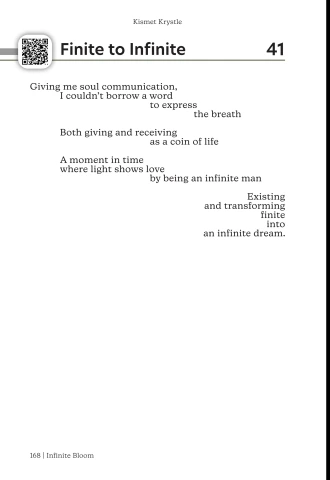 Kismet Krystle
Finite to Infinite 41
Giving me soul communication,
I couldn't borrow a word
to express
the breath
Both giving and receiving
as a coin of life
A moment in time
where light shows love
by being an infinite man
Existing
and transforming
finite
into
an infinite dream.
168 | Infinite Bloom